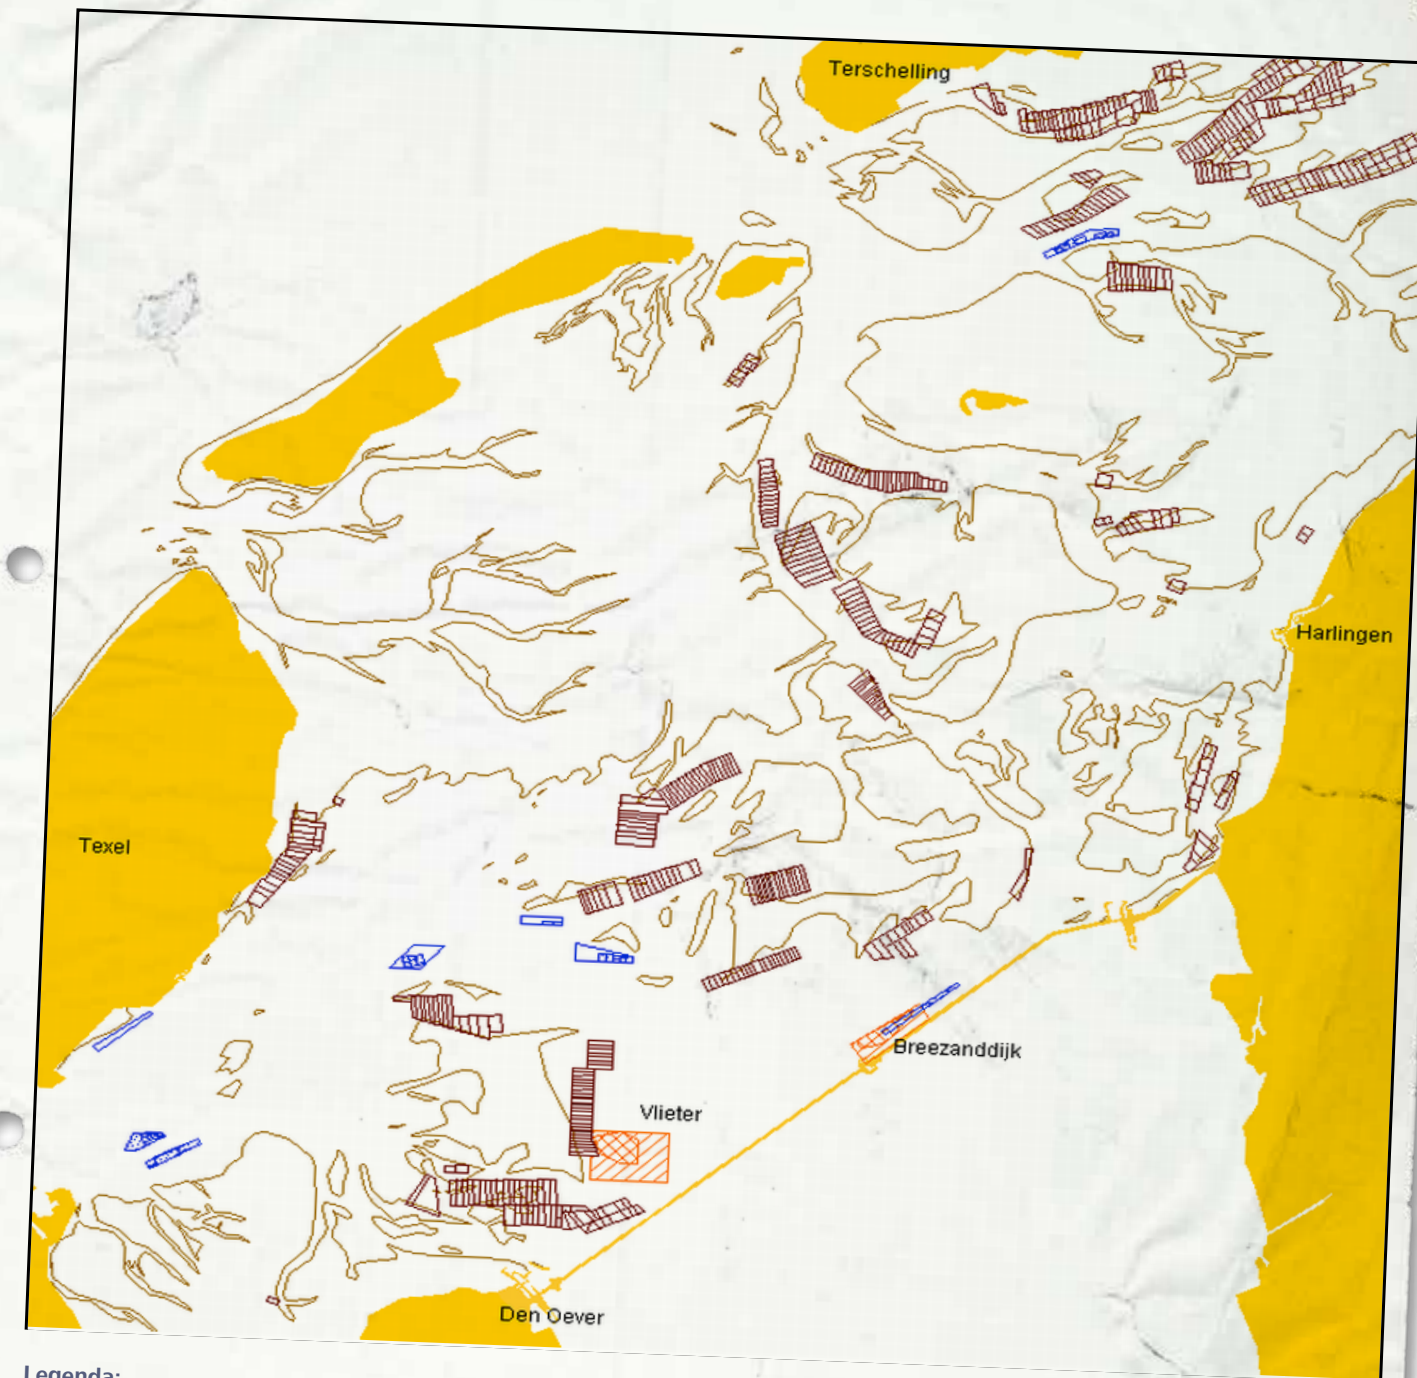 Terschelling
Harlingen
Texel
Breezanddijk
Vlieter
Den Oever
Legenda: